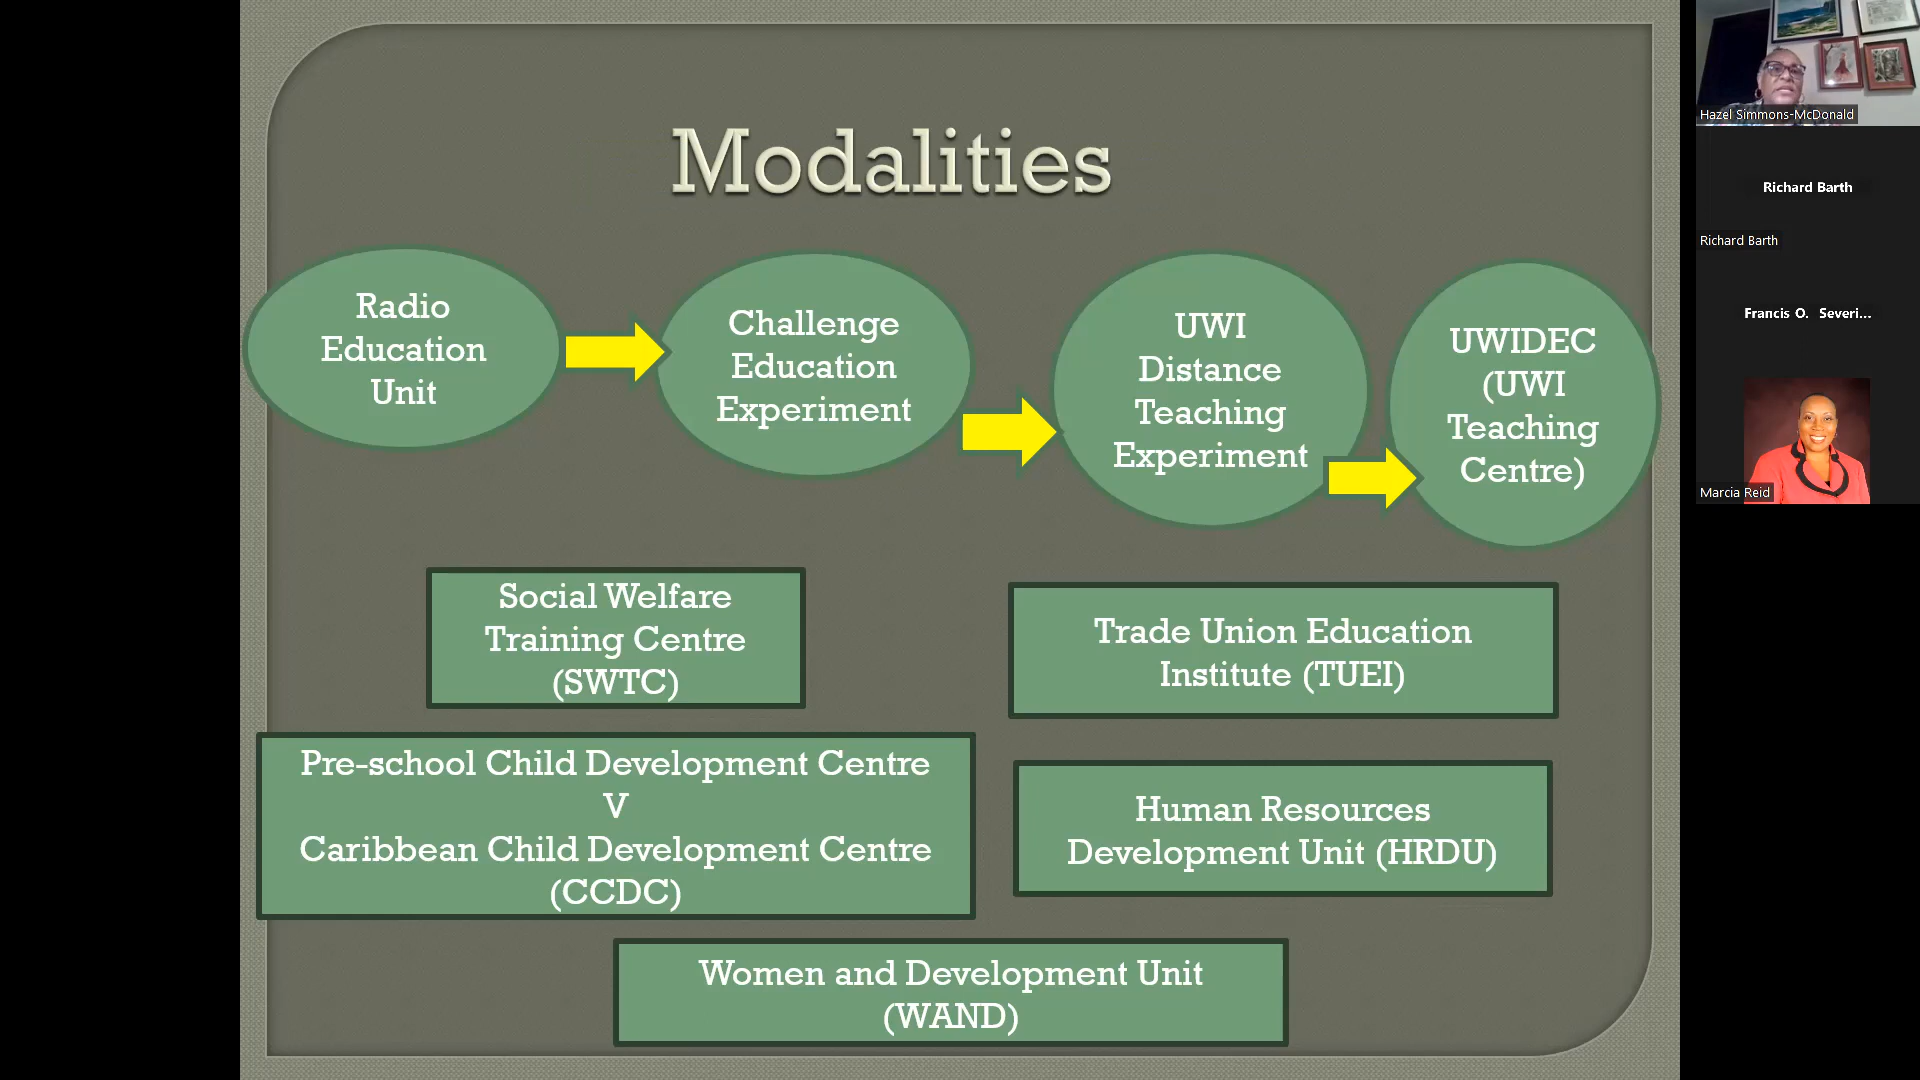 Modalities
Radio
Education
Unit
Challenge
Education
Experiment
UWI
Distance
Teaching
Experiment
UWIDEC
(UWI
Teaching
Centre)
Social Welfare
Training Centre
(SWTC)
Trade Union Education
Institute (TUEI)
Pre-school Child Development Centre
V
Caribbean Child Development Centre
(CCDC)
Human Resources
Development Unit (HRDU)
Women and Development Unit
(WAND)
Hazel Simmons-McDonald
Richard Barth
Richard Barth
Francis O. Severi...
Marcia Reid